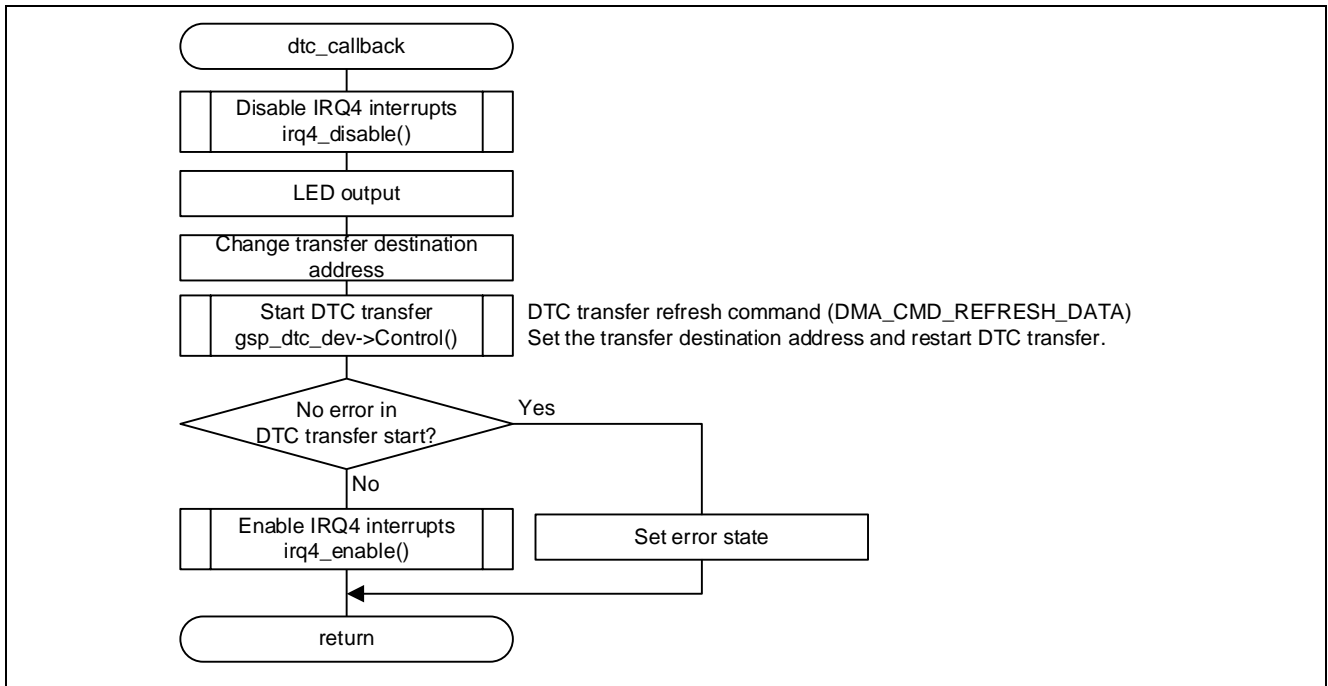 dtc_callback
Disable IRQ4 interrupts
irq4_disable()
LED output
Change transfer destination
address
Start DTC transfer
gsp_dtc_dev->Control()
DTC transfer refresh command (DMA_CMD_REFRESH_DATA)
Set the transfer destination address and restart DTC transfer.
No error in
DTC transfer start?
Yes
No
Enable IRQ4 interrupts
irq4_enable()
Set error state
return